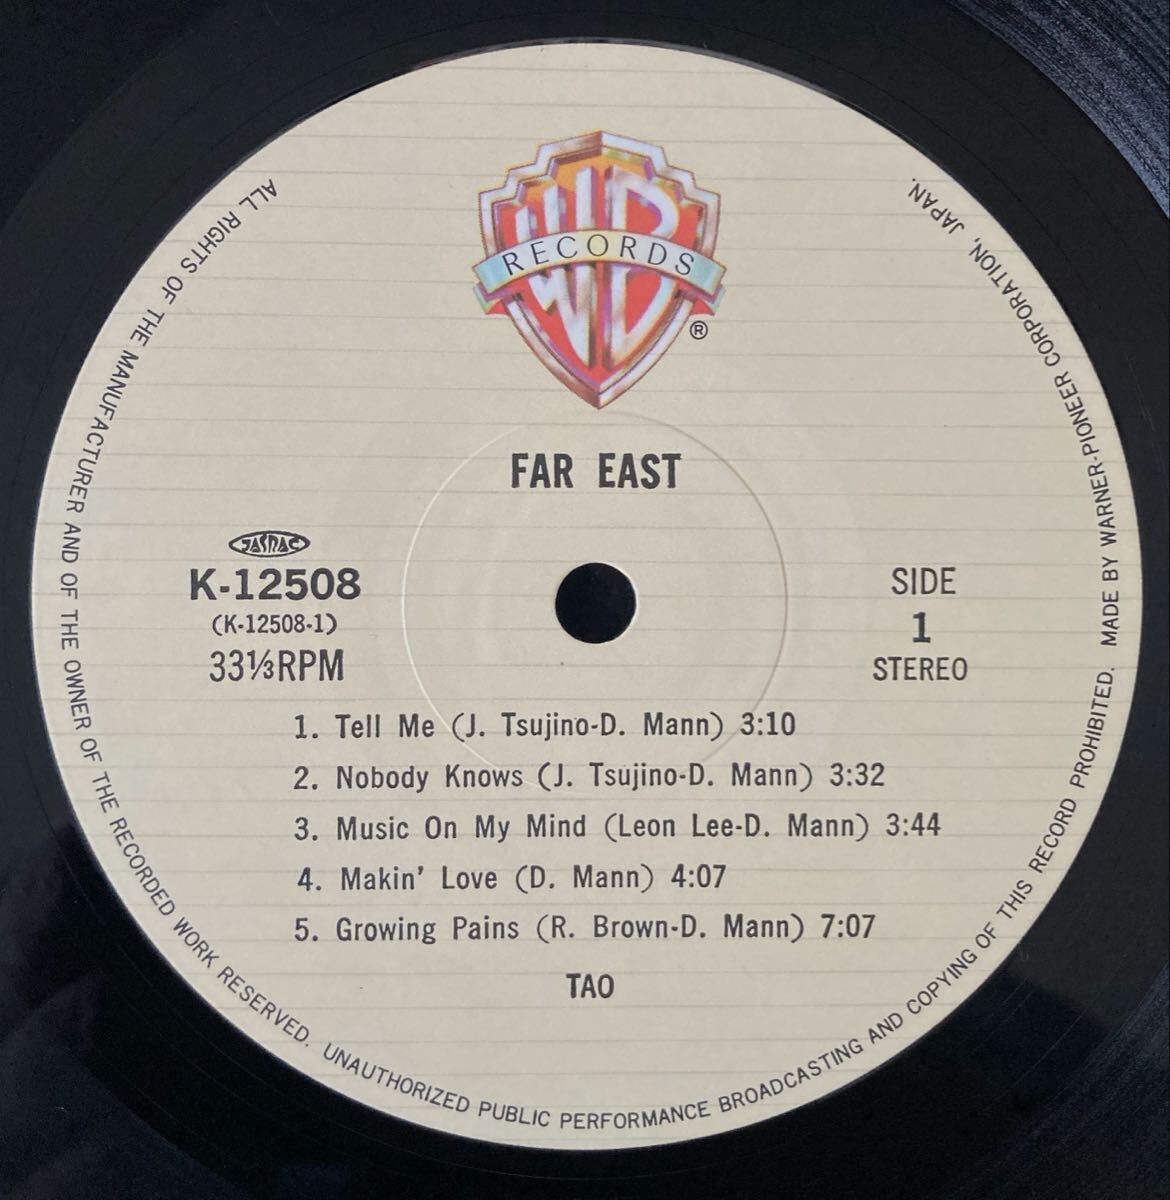 WB
RECORDS
®
FAR EAST
JASRAC
K-12508
(K-12508-1)
33⅓RPM
SIDE
1
STEREO
1. Tell Me (J. Tsujino-D. Mann) 3:10
2. Nobody Knows (J. Tsujino-D. Mann) 3:32
3. Music On My Mind (Leon Lee-D. Mann) 3:44
4. Makin' Love (D. Mann) 4:07
5. Growing Pains (R. Brown-D. Mann) 7:07
TAO
ALL RIGHTS OF THE MANUFACTURER AND OF THE OWNER OF THE RECORDED WORK RESERVED. UNAUTHORIZED PUBLIC PERFORMANCE BROADCASTING AND COPYING OF THIS RECORD PROHIBITED. MADE BY WARNER-PIONEER CORPORATION, JAPAN.